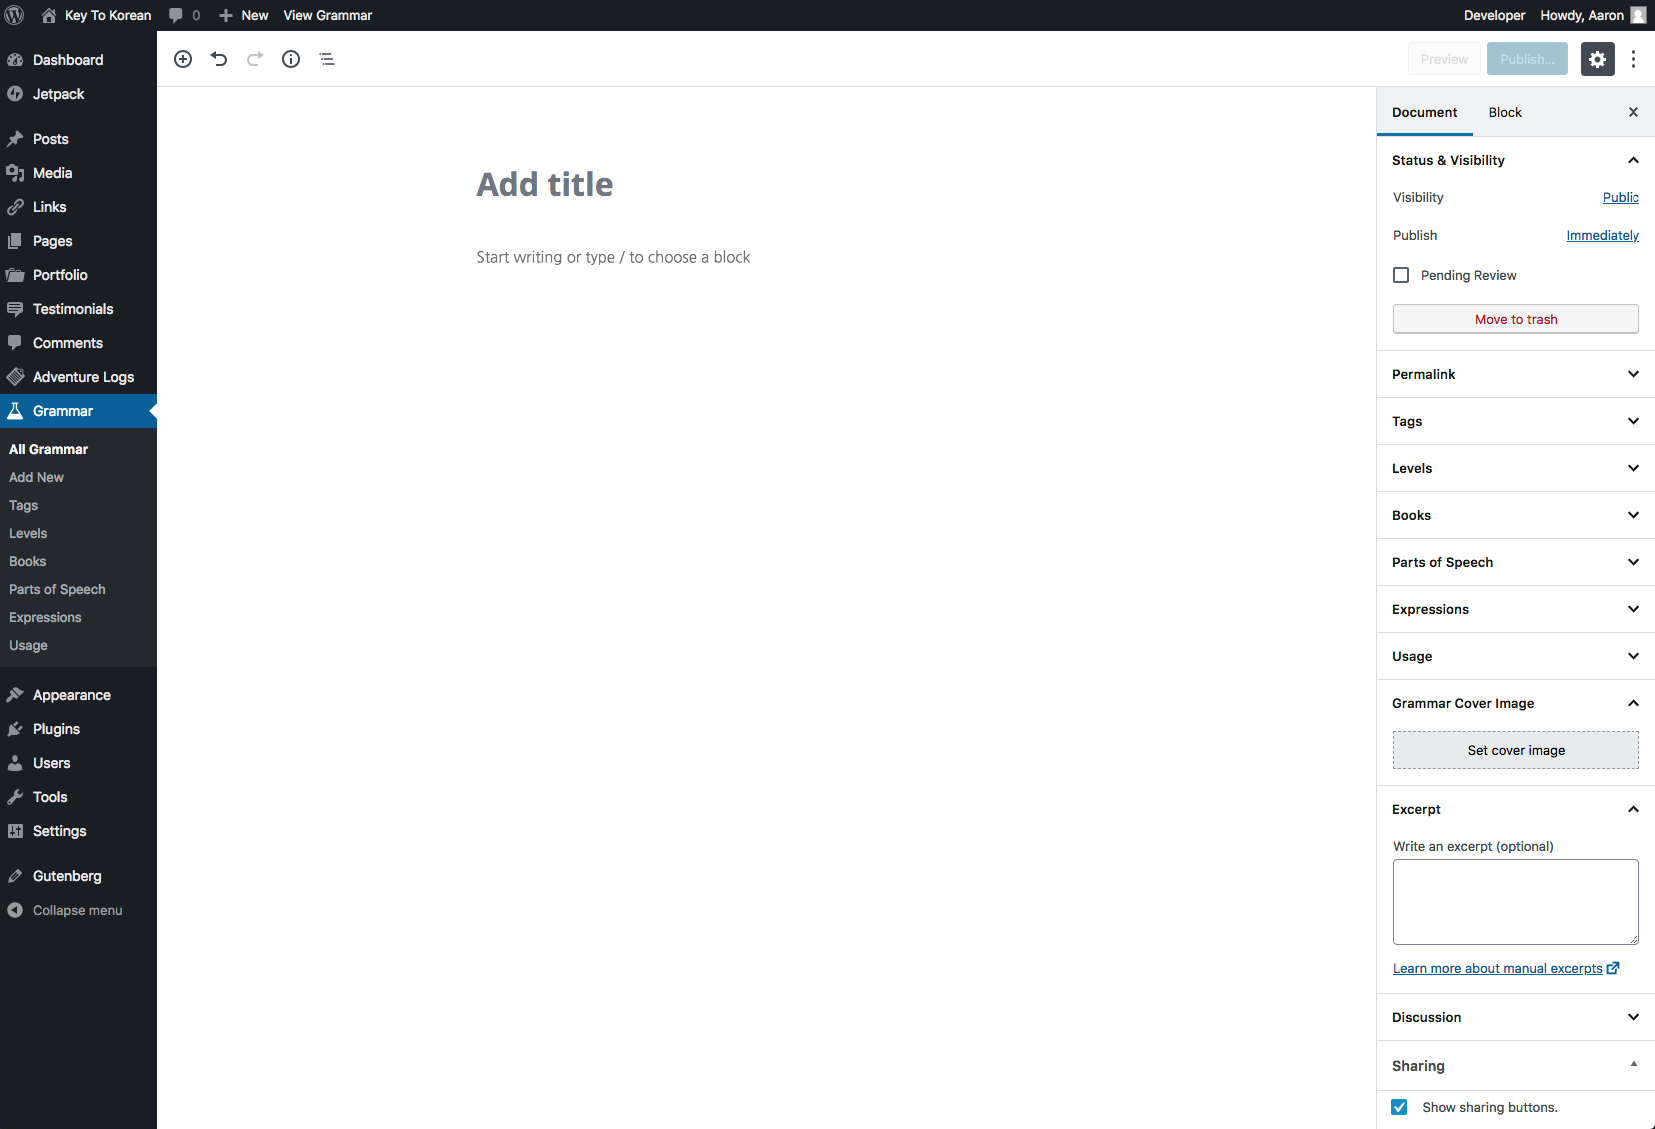 Key To Korean 0 New View Grammar Developer Howdy, Aaron
Dashboard
Jetpack
Posts
Media
Links
Pages
Portfolio
Testimonials
Comments
Adventure Logs
Grammar
All Grammar
Add New
Tags
Levels
Books
Parts of Speech
Expressions
Usage
Appearance
Plugins
Users
Tools
Settings
Gutenberg
Collapse menu
Preview Publish...
Add title
Start writing or type / to choose a block
Document Block
Status & Visibility
Visibility Public
Publish Immediately
Pending Review
Move to trash
Permalink
Tags
Levels
Books
Parts of Speech
Expressions
Usage
Grammar Cover Image
Set cover image
Excerpt
Write an excerpt (optional)
Learn more about manual excerpts
Discussion
Sharing
Show sharing buttons.